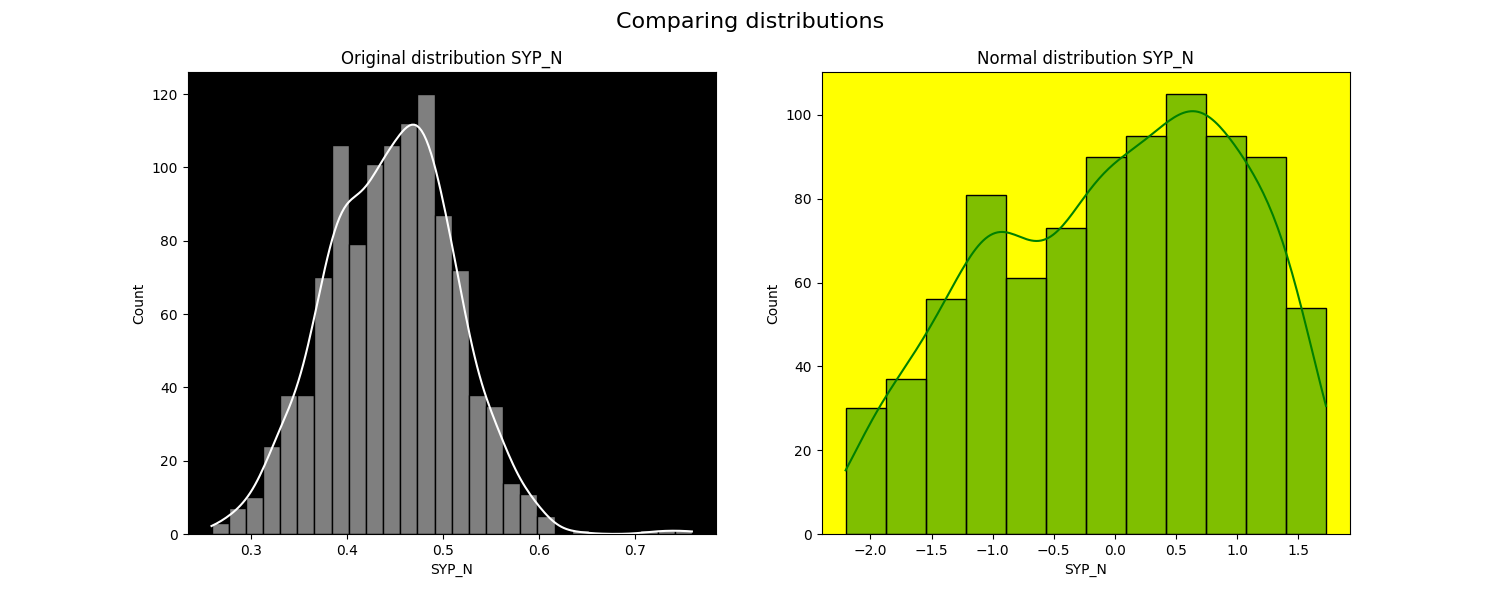 Comparing distributions
Original distribution SYP_N
Count
120
100
80
60
40
20
0
0.3 0.4 0.5 0.6 0.7
SYP_N
Normal distribution SYP_N
Count
100
80
60
40
20
0
−2.0 −1.5 −1.0 −0.5 0.0 0.5 1.0 1.5
SYP_N